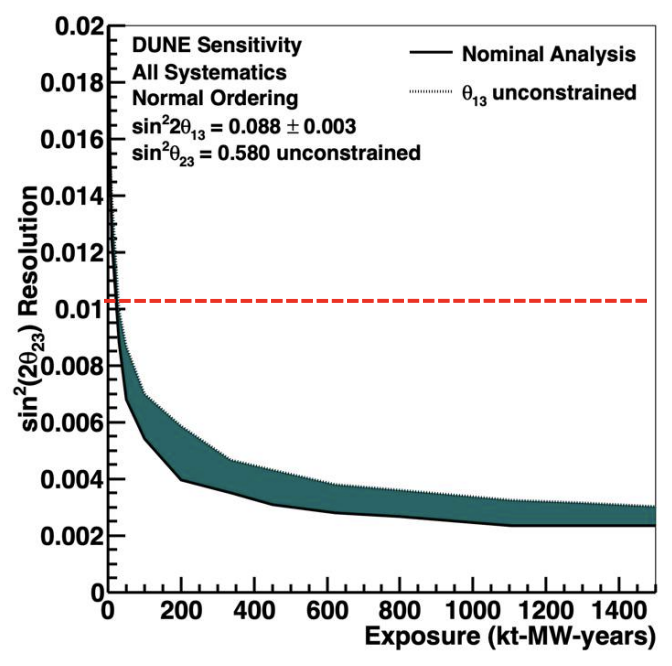 DUNE Sensitivity
All Systematics
Normal Ordering
sin²2θ₁₃ = 0.088 ± 0.003
sin²θ₂₃ = 0.580 unconstrained
Nominal Analysis
θ₁₃ unconstrained
sin²(2θ₂₃) Resolution
0.02
0.018
0.016
0.014
0.012
0.01
0.008
0.006
0.004
0.002
0
0 200 400 600 800 1000 1200 1400
Exposure (kt-MW-years)